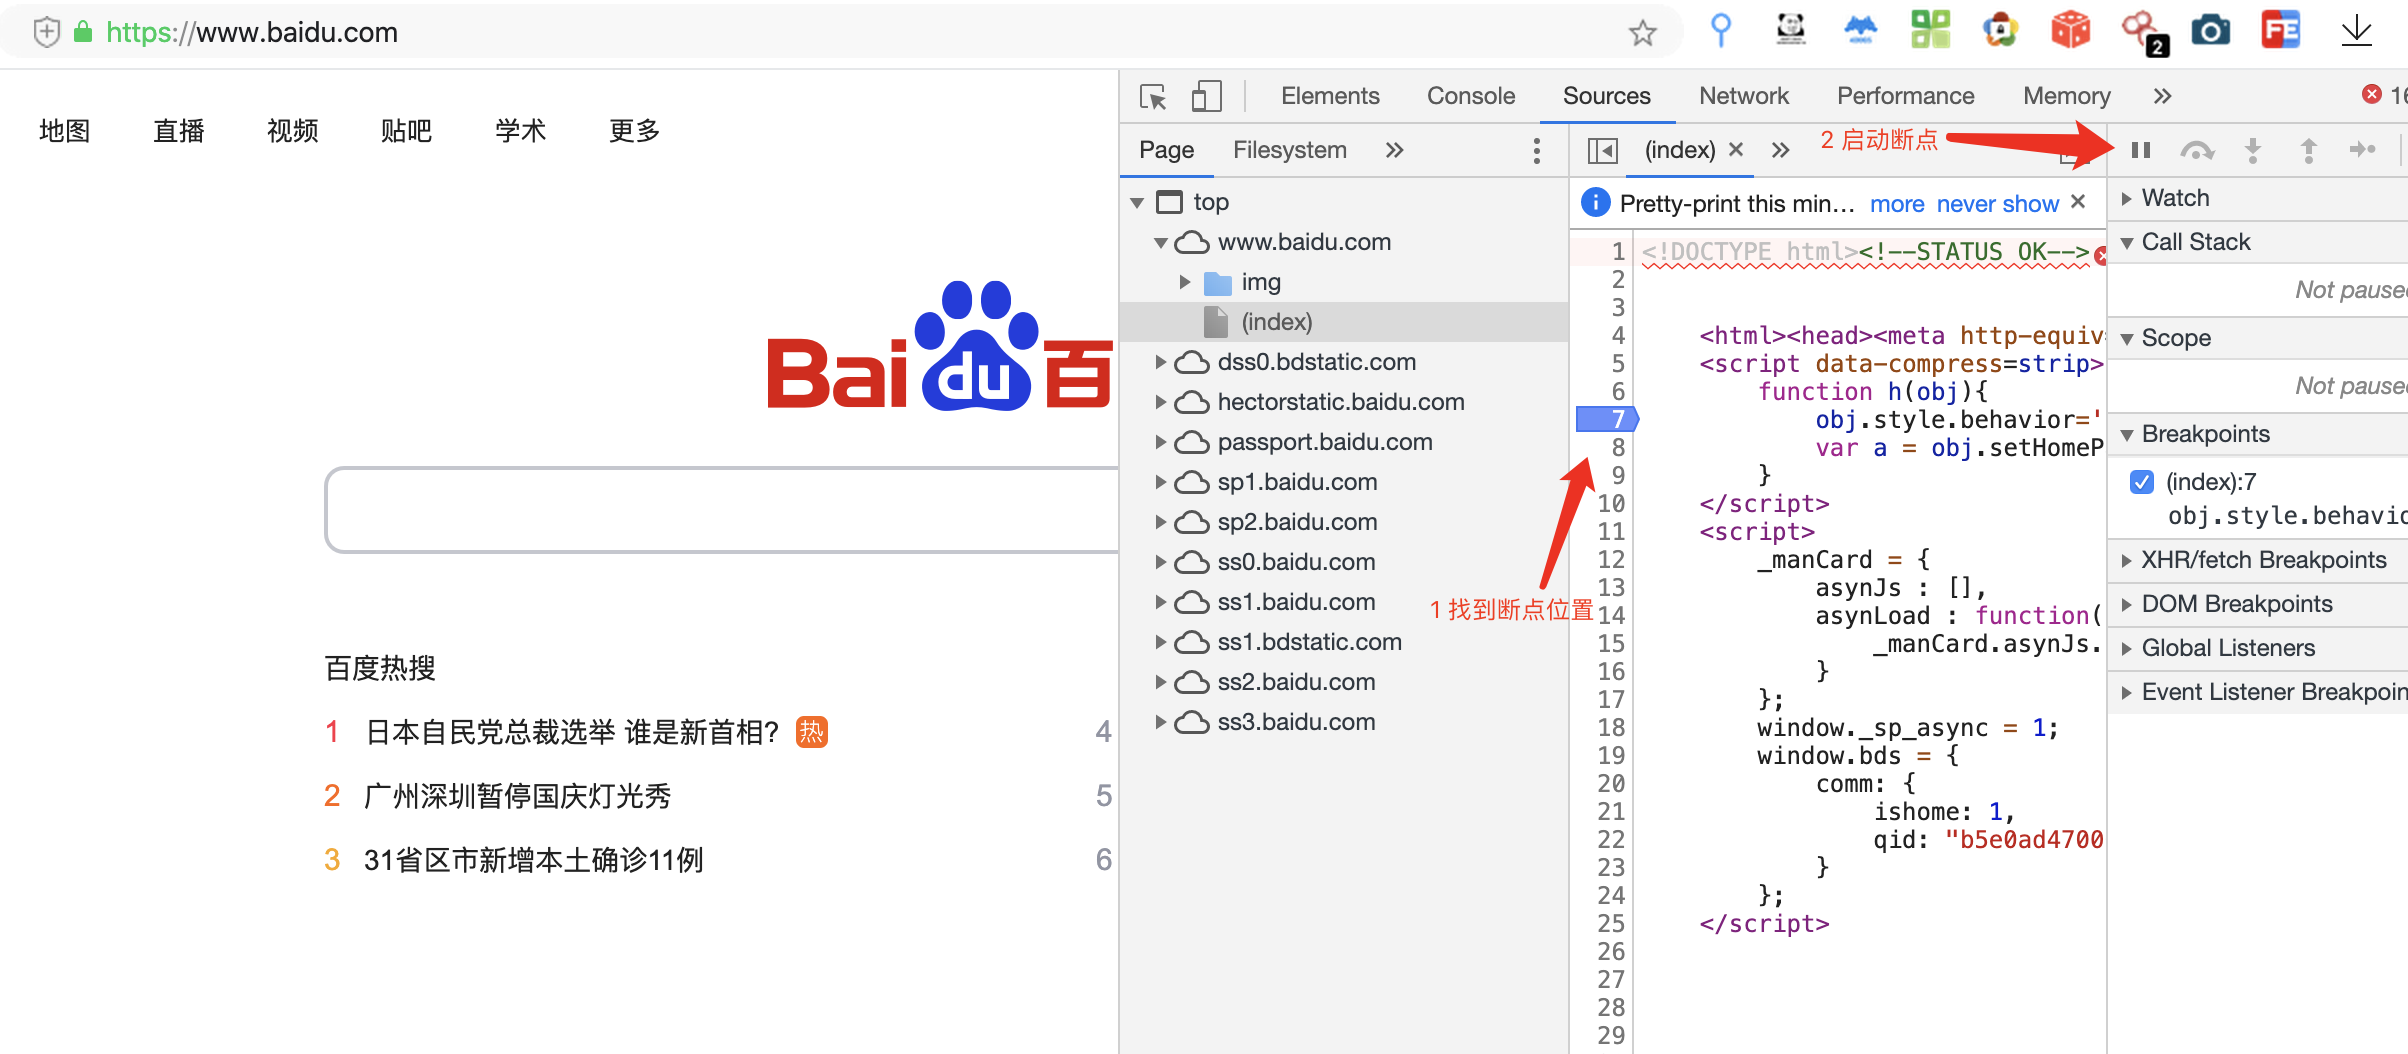 https://www.baidu.com
2
FE
地图 直播 视频 贴吧 学术 更多
Bai du 百
百度热搜
1 日本自民党总裁选举 谁是新首相? 热 4
2 广州深圳暂停国庆灯光秀 5
3 31省区市新增本土确诊11例 6
Elements Console Sources Network Performance Memory » 16
Page Filesystem »
top
www.baidu.com
img
(index)
dss0.bdstatic.com
hectorstatic.baidu.com
passport.baidu.com
sp1.baidu.com
sp2.baidu.com
ss0.baidu.com
ss1.baidu.com
ss1.bdstatic.com
ss2.baidu.com
ss3.baidu.com
1 找到断点位置
(index) × »
2 启动断点
Pretty-print this min… more never show ×
1 <!DOCTYPE html><!--STATUS OK-->
2
3
4 <html><head><meta http-equiv
5 <script data-compress=strip>
6 function h(obj){
7 obj.style.behavior='
8 var a = obj.setHomeP
9 }
10 </script>
11 <script>
12 _manCard = {
13 asynJs : [],
14 asynLoad : function(
15 _manCard.asynJs.
16 }
17 };
18 window._sp_async = 1;
19 window.bds = {
20 comm: {
21 ishome: 1,
22 qid: "b5e0ad4700
23 }
24 };
25 </script>
26
27
28
29
Watch
Call Stack
Not pause
Scope
Not pause
Breakpoints
(index):7
obj.style.behavio
XHR/fetch Breakpoints
DOM Breakpoints
Global Listeners
Event Listener Breakpoin